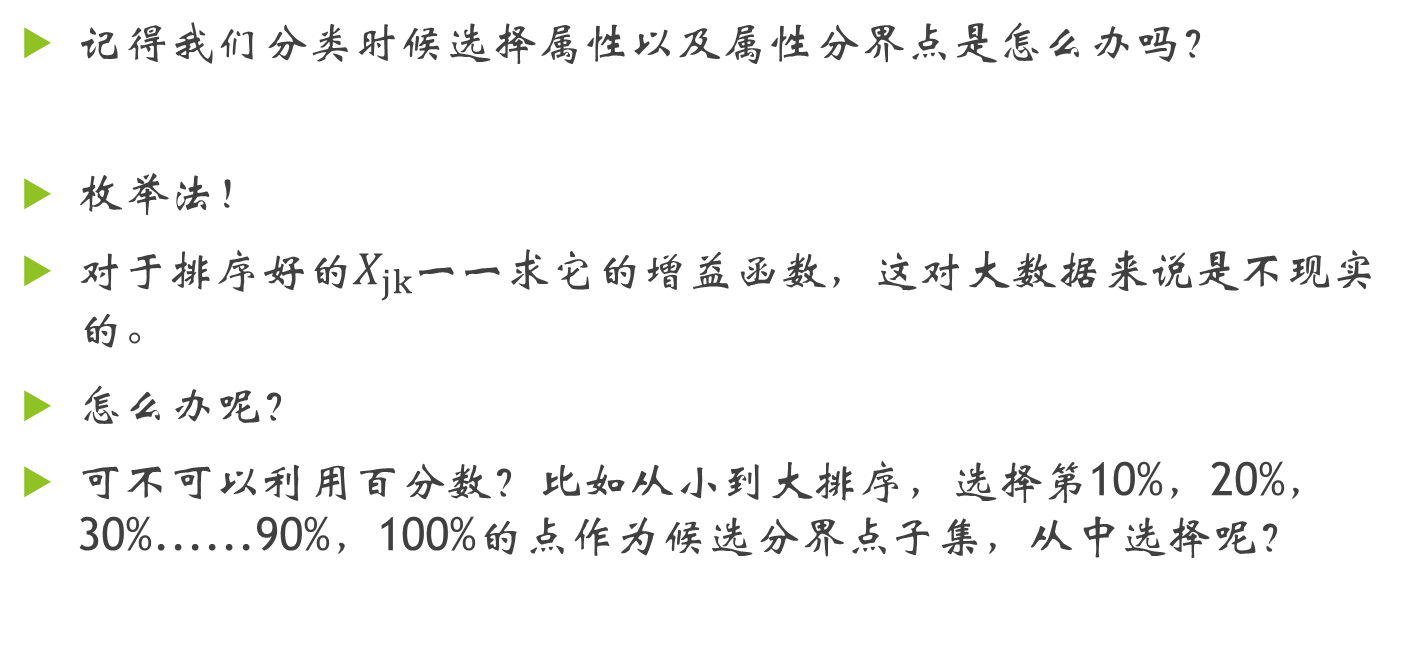 记得我们分类时候选择属性以及属性分界点是怎么办吗？
枚举法！
对于排序好的Xjk一一求它的增益函数，这对大数据来说是不现实
的。
怎么办呢？
可不可以利用百分数？比如从小到大排序，选择第10%，20%，
30%......90%，100%的点作为候选分界点子集，从中选择呢？